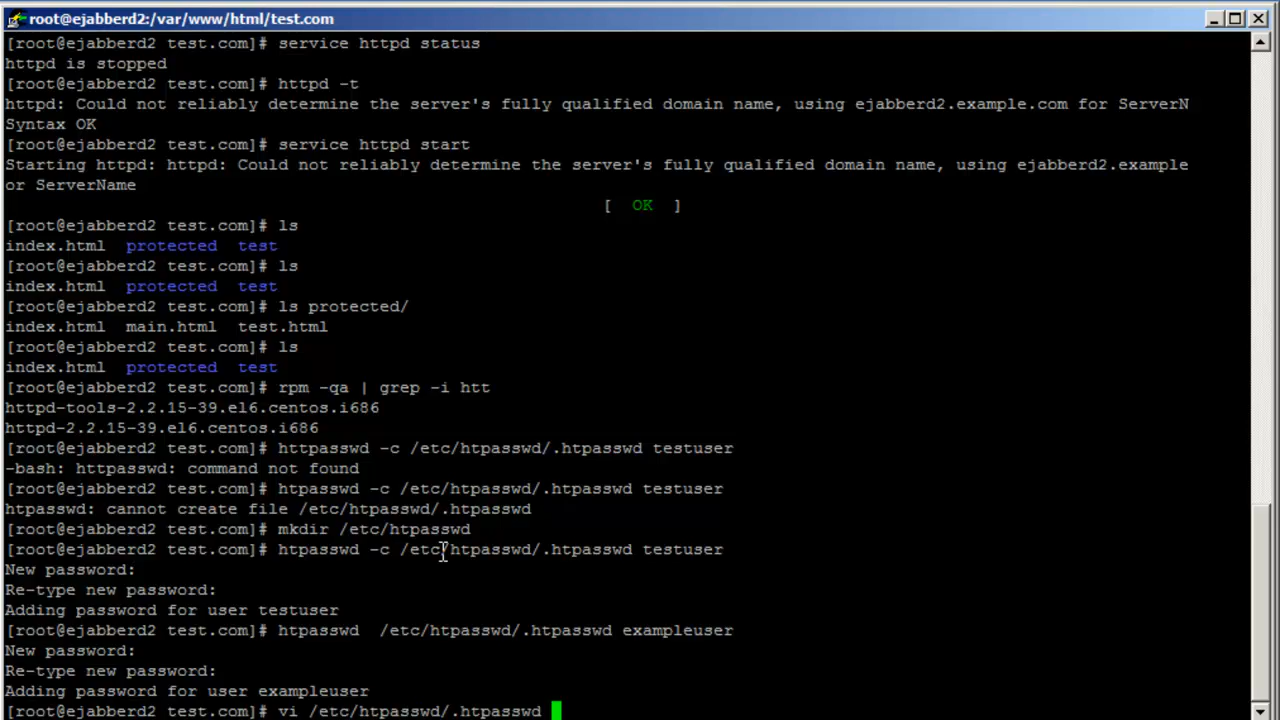 root@ejabberd2:/var/www/html/test.com
[root@ejabberd2 test.com]# service httpd status
httpd is stopped
[root@ejabberd2 test.com]# httpd -t
httpd: Could not reliably determine the server's fully qualified domain name, using ejabberd2.example.com for ServerN
Syntax OK
[root@ejabberd2 test.com]# service httpd start
Starting httpd: httpd: Could not reliably determine the server's fully qualified domain name, using ejabberd2.example
or ServerName
[  OK  ]
[root@ejabberd2 test.com]# ls
index.html  protected  test
[root@ejabberd2 test.com]# ls
index.html  protected  test
[root@ejabberd2 test.com]# ls protected/
index.html  main.html  test.html
[root@ejabberd2 test.com]# ls
index.html  protected  test
[root@ejabberd2 test.com]# rpm -qa | grep -i htt
httpd-tools-2.2.15-39.el6.centos.i686
httpd-2.2.15-39.el6.centos.i686
[root@ejabberd2 test.com]# httpasswd -c /etc/htpasswd/.htpasswd testuser
-bash: httpasswd: command not found
[root@ejabberd2 test.com]# htpasswd -c /etc/htpasswd/.htpasswd testuser
htpasswd: cannot create file /etc/htpasswd/.htpasswd
[root@ejabberd2 test.com]# mkdir /etc/htpasswd
[root@ejabberd2 test.com]# htpasswd -c /etc/htpasswd/.htpasswd testuser
New password:
Re-type new password:
Adding password for user testuser
[root@ejabberd2 test.com]# htpasswd  /etc/htpasswd/.htpasswd exampleuser
New password:
Re-type new password:
Adding password for user exampleuser
[root@ejabberd2 test.com]# vi /etc/htpasswd/.htpasswd